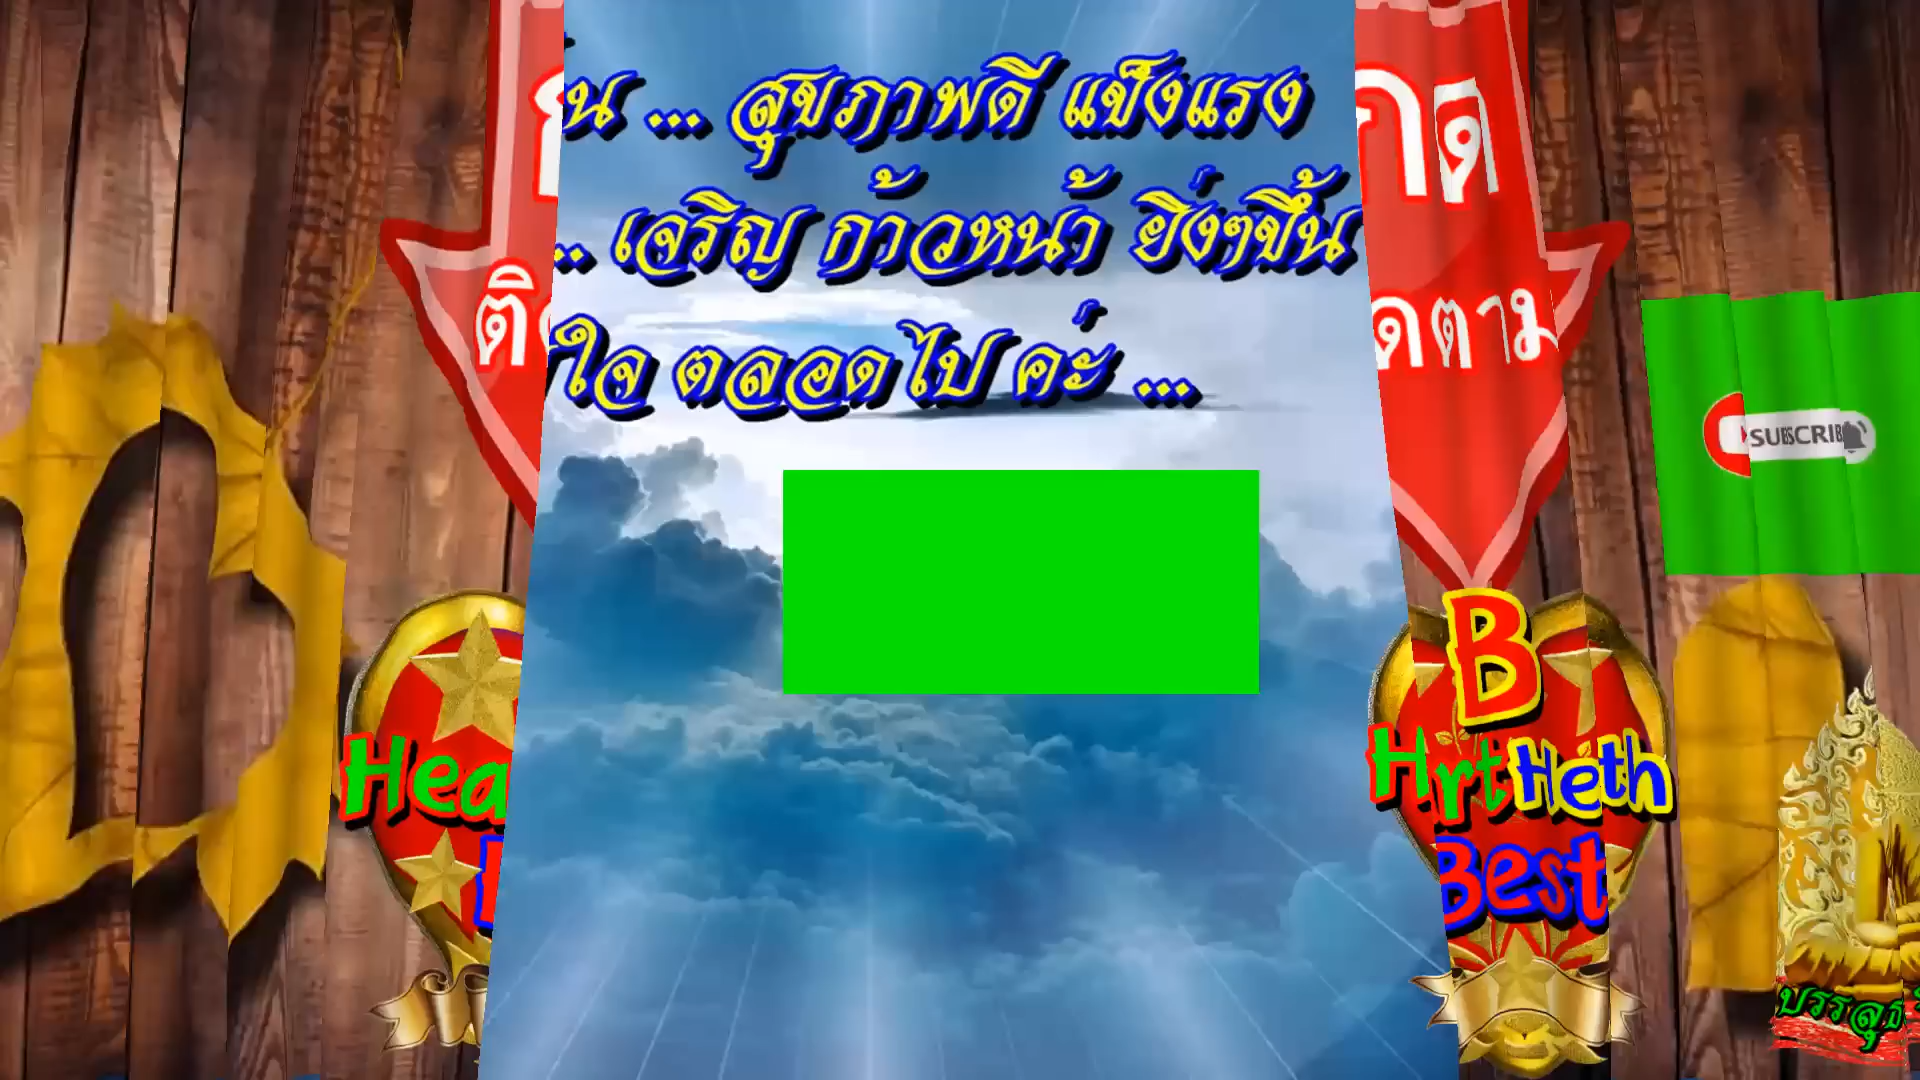 ... สุขภาพดี แข็งแรง
.. เจริญ ก้าวหน้า ยิ่งๆขึ้น
ใจ ตลอดไป ค่ะ ...
กด
ดตาม
ติ
SUBSCRIB
Hea
B
Hrt Heth
Best